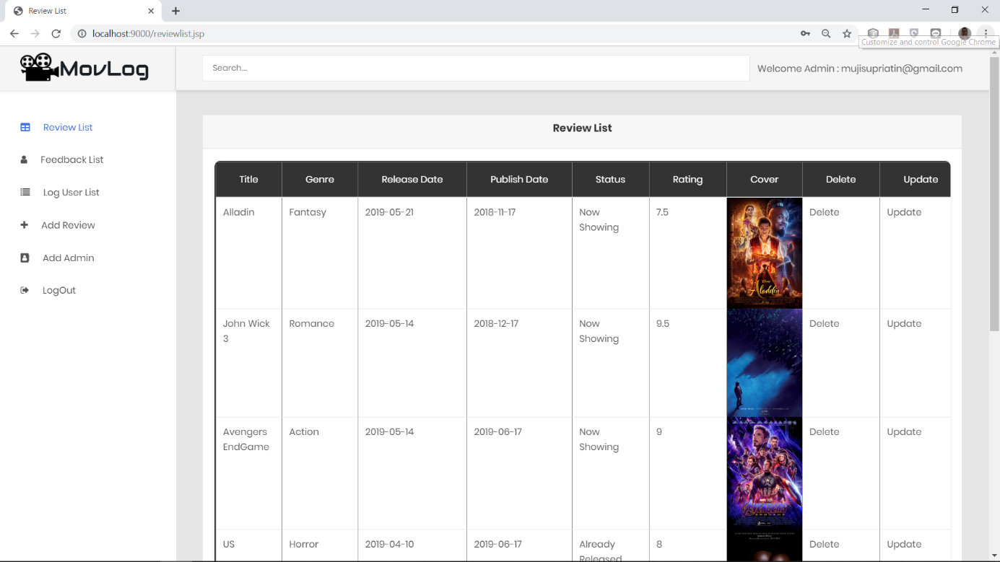 Review List
localhost:9000/reviewlist.jsp
Customize and control Google Chrome
MovLog
Search....
Welcome Admin : mujisupriatin@gmail.com
Review List
Feedback List
Log User List
Add Review
Add Admin
LogOut
Review List
Title Genre Release Date Publish Date Status Rating Cover Delete Update
Alladin Fantasy 2019-05-21 2018-11-17 Now 7.5 Delete Update
Showing
Aladdin
John Wick Romance 2019-05-14 2018-12-17 Now 9.5 Delete Update
3 Showing
Avengers Action 2019-05-14 2019-06-17 Now 9 Delete Update
EndGame Showing
AVENGERS
ENDGAME
US Horror 2019-04-10 2019-06-17 Already 8 Delete Update
Released